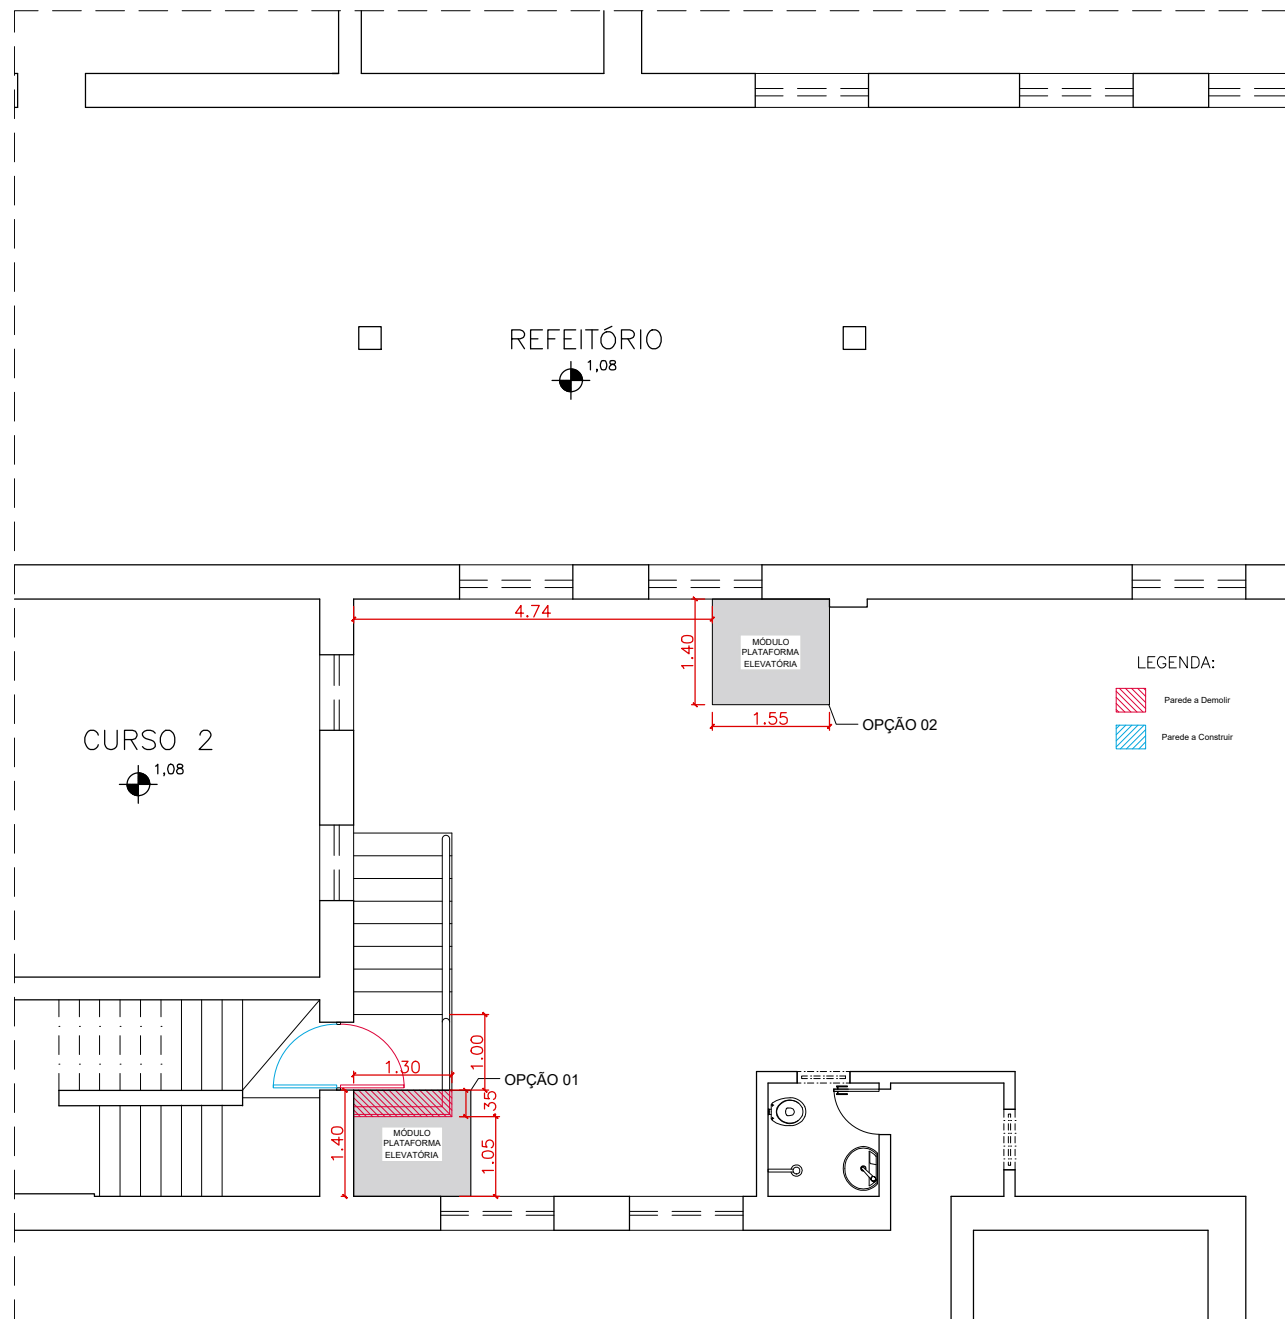 REFEITÓRIO
1,08
4.74
1.40
MÓDULO
PLATAFORMA
ELEVATÓRIA
1.55
OPÇÃO 02
LEGENDA:
Parede a Demolir
Parede a Construir
CURSO 2
1,08
1.00
1.30
OPÇÃO 01
.35
1.40
MÓDULO
PLATAFORMA
ELEVATÓRIA
1.05